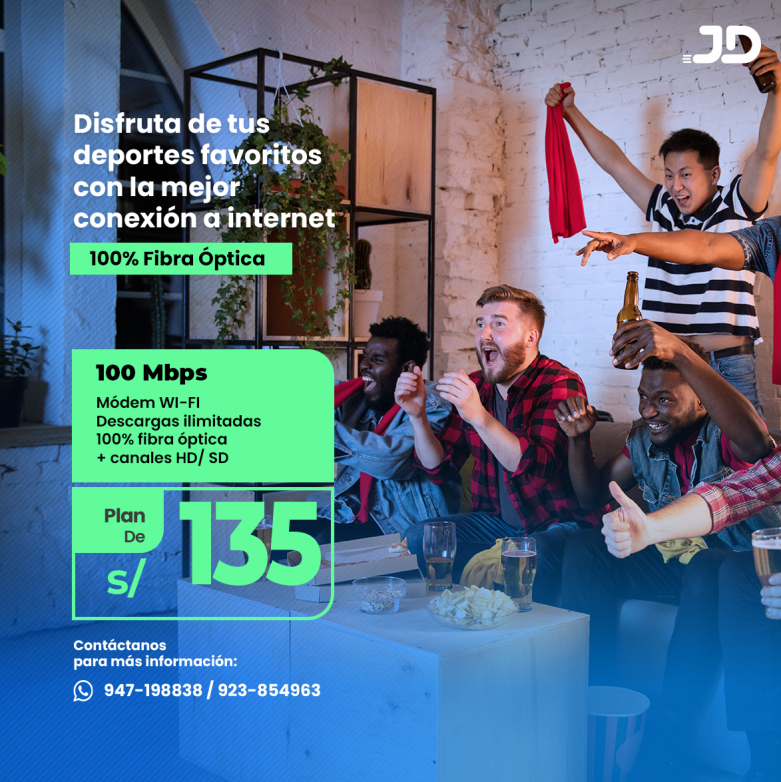 JD
Disfruta de tus
deportes favoritos
con la mejor
conexión a internet
100% Fibra Óptica
100 Mbps
Módem WI-FI
Descargas ilimitadas
100% fibra óptica
+ canales HD/ SD
Plan
De
s/
135
Contáctanos
para más información:
947-198838 / 923-854963